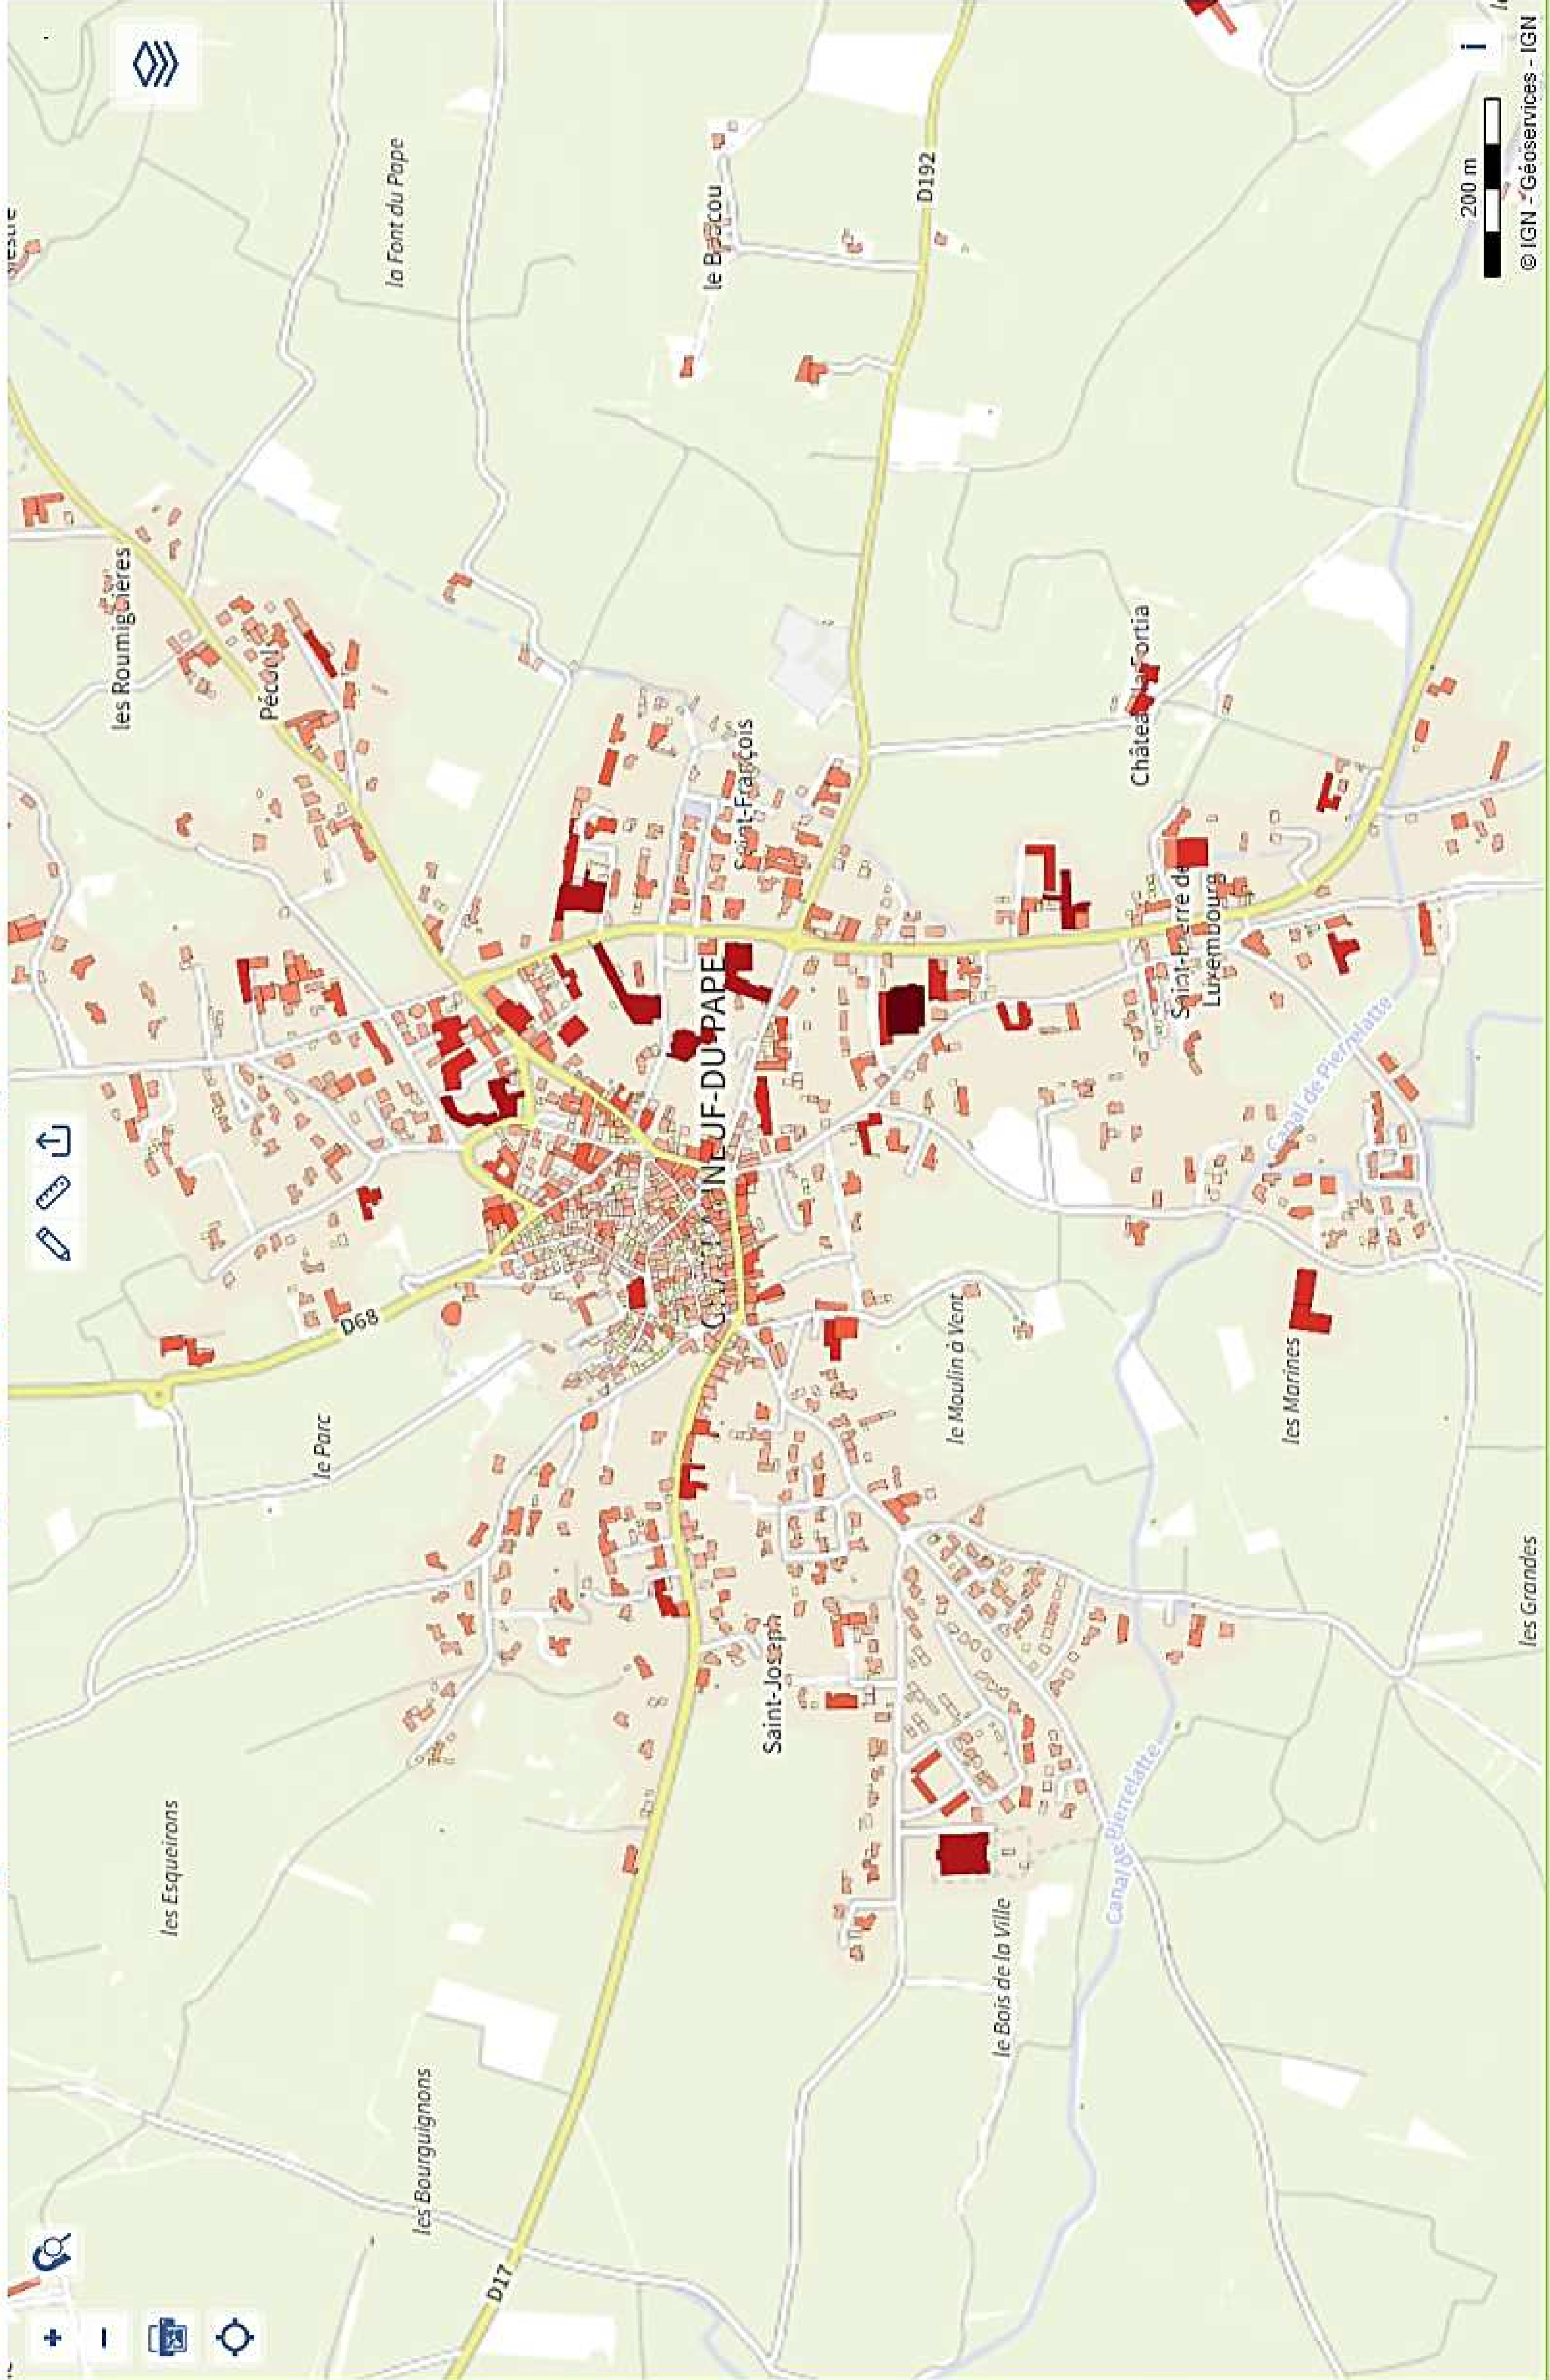 les Roumiguières
Pécoul
la Font du Pape
le Boucou
D192
D68
le Parc
Saint-François
CHÂTEAUNEUF-DU-PAPE
Château la Fortia
Saint-Pierre de
Luxembourg
Canal de Pierrelatte
le Moulin à Vent
les Marines
les Esqueirons
Saint-Joseph
les Bourguignons
le Bois de la Ville
Canal de Pierrelatte
les Grandes
D17
200 m
i
© IGN - Géoservices - IGN